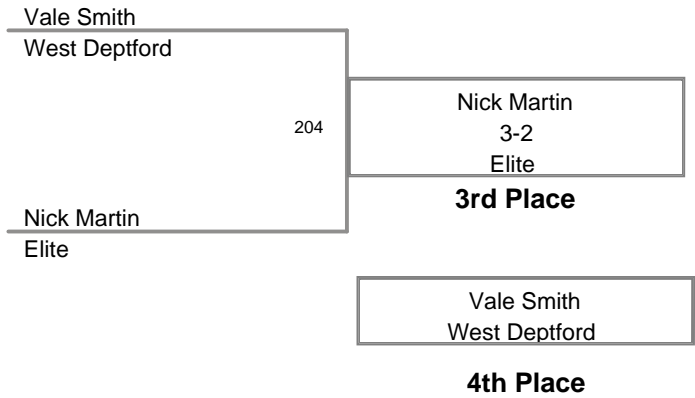 Vale Smith
West Deptford
204
Nick Martin
3-2
Elite
3rd Place
Nick Martin
Elite
Vale Smith
West Deptford
4th Place